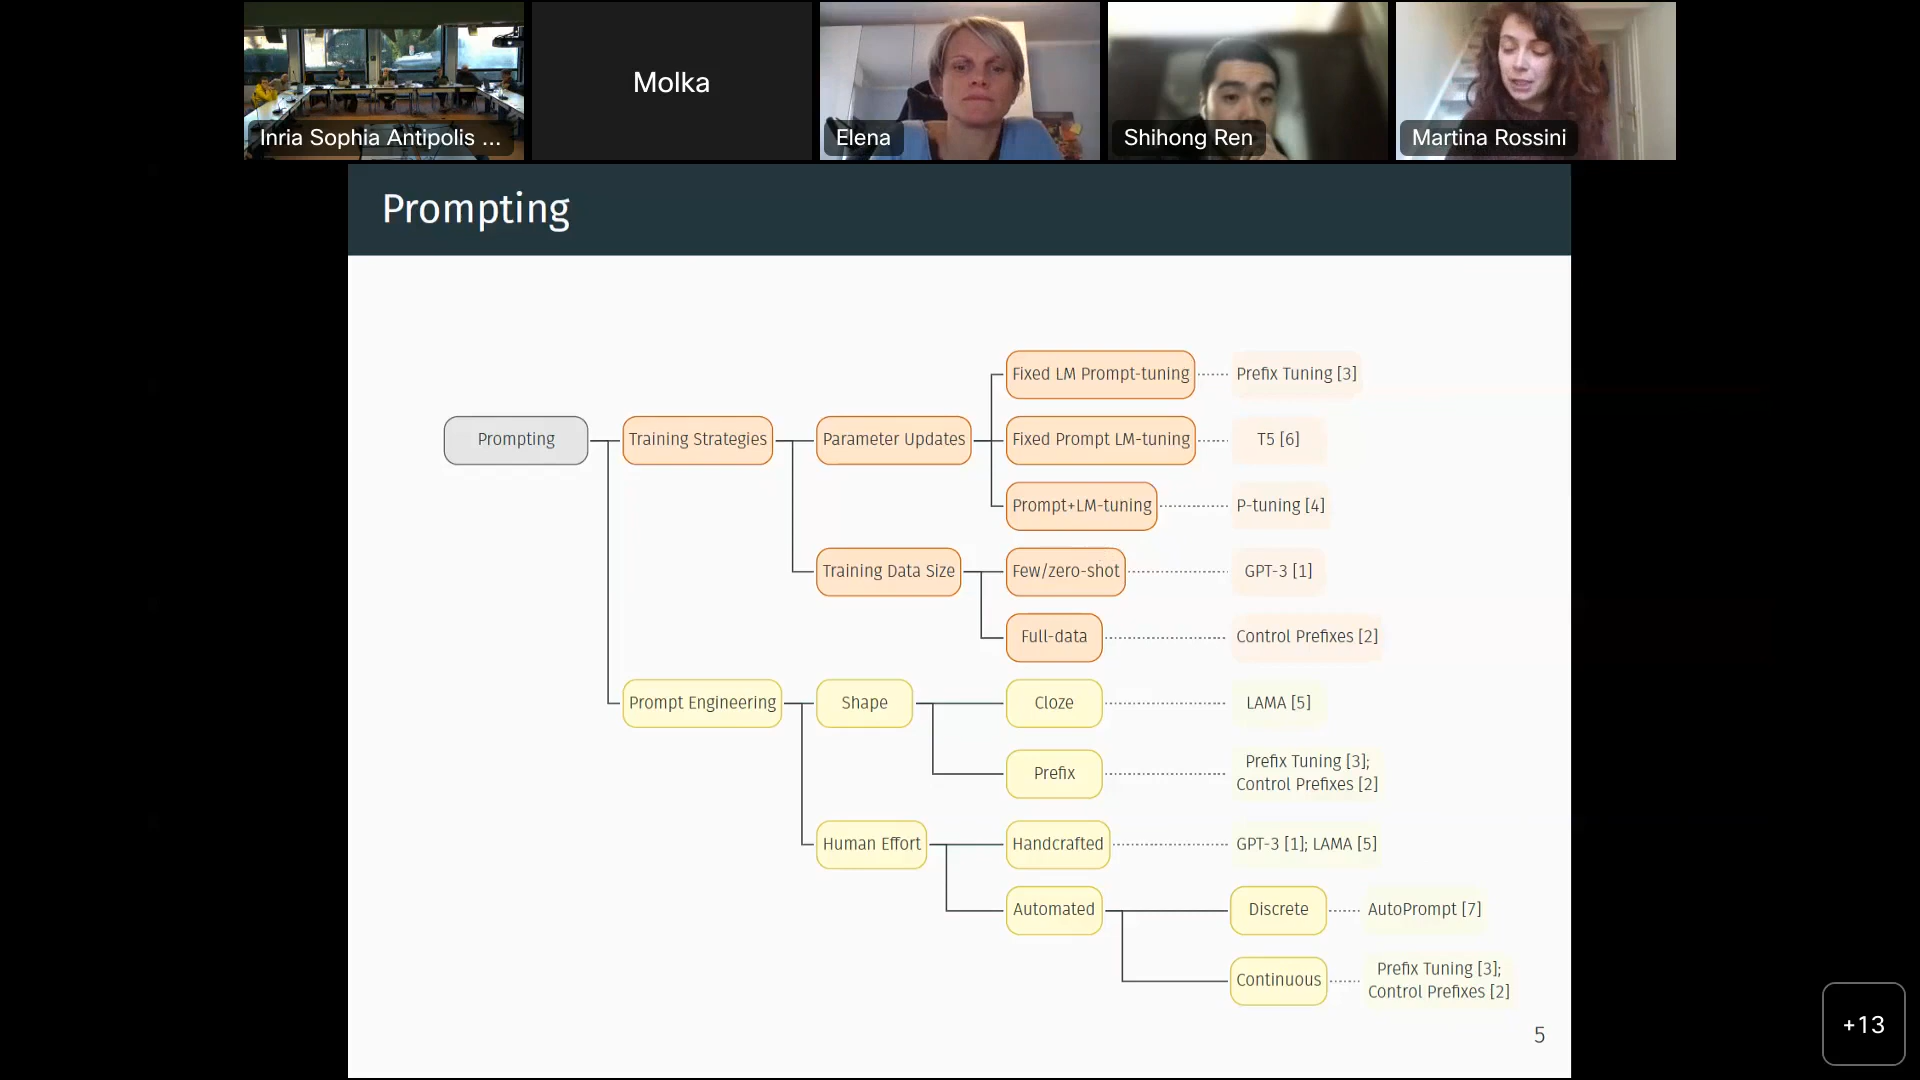 Inria Sophia Antipolis ...
Molka
Elena
Shihong Ren
Martina Rossini
Prompting
Fixed LM Prompt-tuning
Prefix Tuning [3]
Prompting
Training Strategies
Parameter Updates
Fixed Prompt LM-tuning
T5 [6]
Prompt+LM-tuning
P-tuning [4]
Training Data Size
Few/zero-shot
GPT-3 [1]
Full-data
Control Prefixes [2]
Prompt Engineering
Shape
Cloze
LAMA [5]
Prefix
Prefix Tuning [3];
Control Prefixes [2]
Human Effort
Handcrafted
GPT-3 [1]; LAMA [5]
Automated
Discrete
AutoPrompt [7]
Continuous
Prefix Tuning [3];
Control Prefixes [2]
5
+13